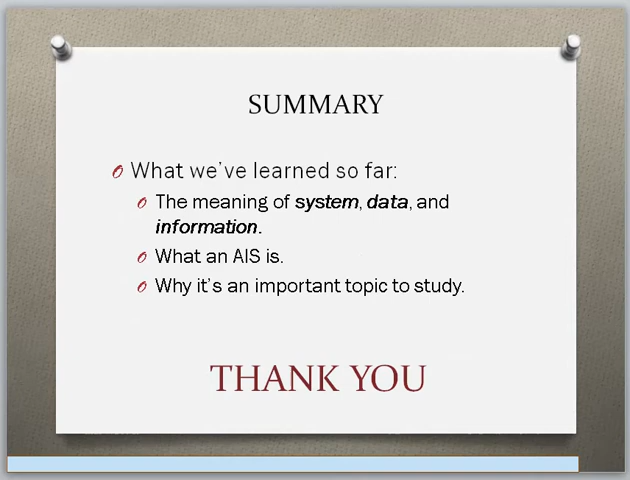 SUMMARY
What we've learned so far:
The meaning of system, data, and
information.
What an AIS is.
Why it's an important topic to study.
THANK YOU